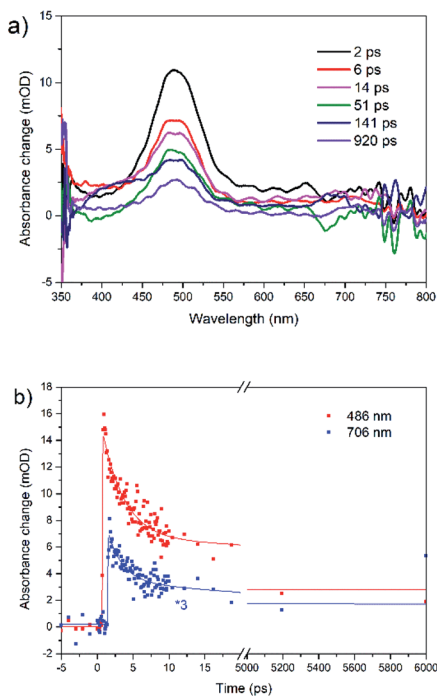 a)
Absorbance change (mOD)
15
10
5
0
-5
2 ps
6 ps
14 ps
51 ps
141 ps
920 ps
350 400 450 500 550 600 650 700 750 800
Wavelength (nm)
b)
Absorbance change (mOD)
18
16
14
12
10
8
6
4
2
0
-2
486 nm
706 nm
*3
-5 0 5 10 15 5000 5200 5400 5600 5800 6000
Time (ps)